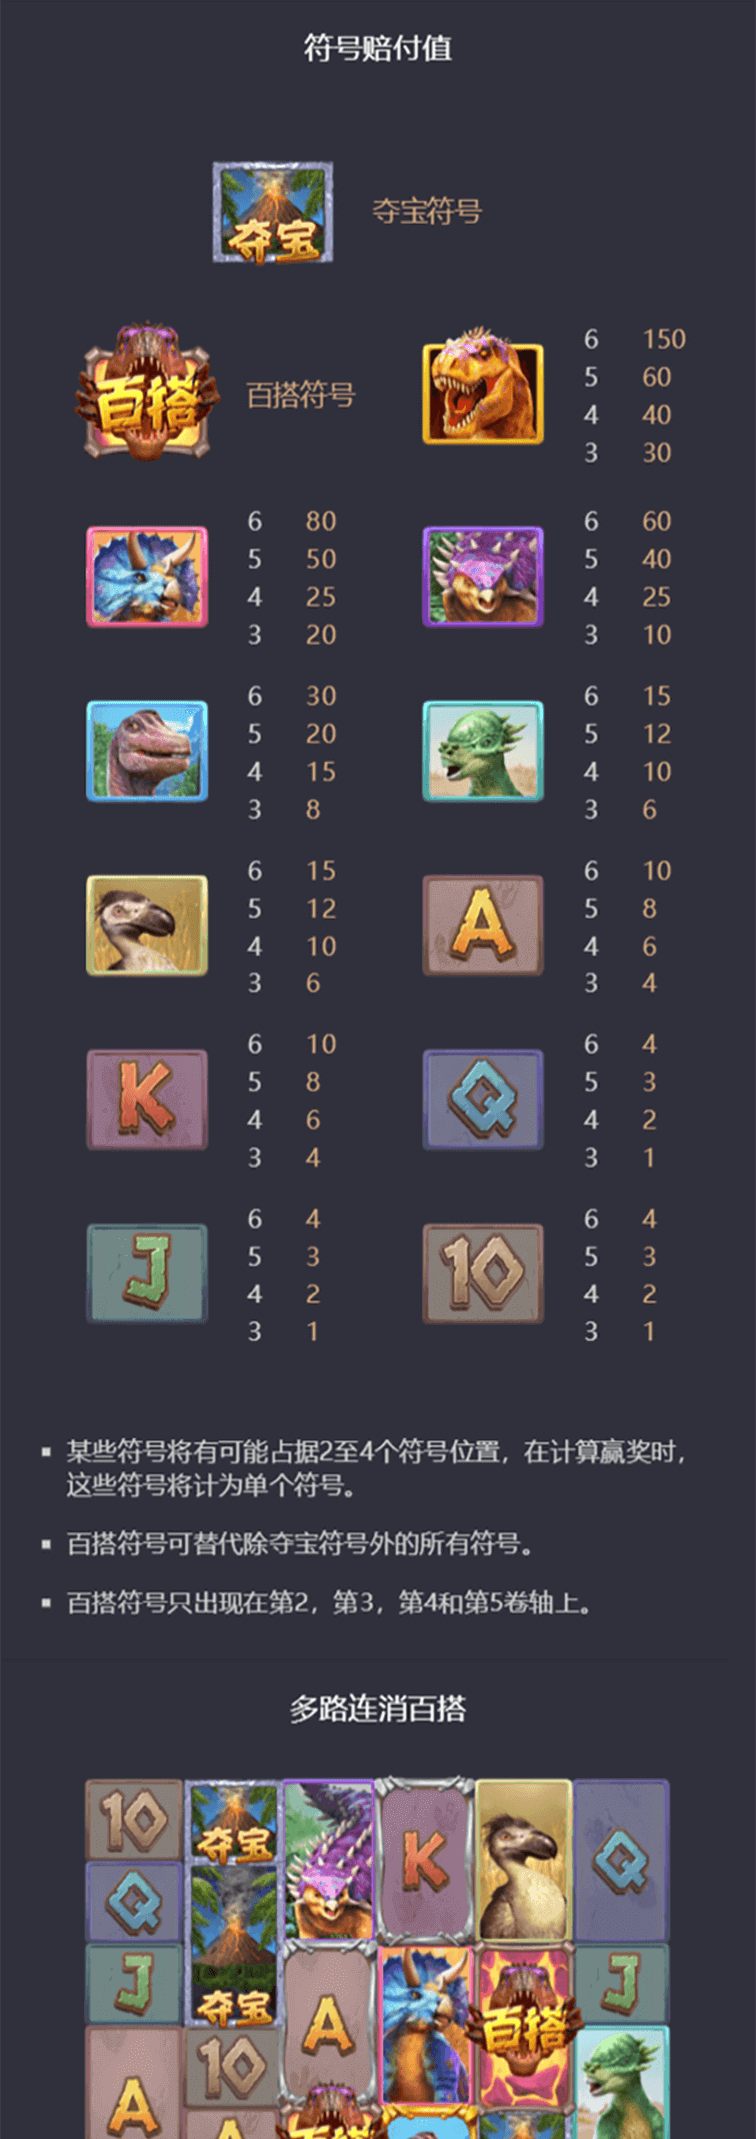 符号赔付值
夺宝
夺宝符号
百搭
百搭符号
6 150
5 60
4 40
3 30
6 80
5 50
4 25
3 20
6 60
5 40
4 25
3 10
6 30
5 20
4 15
3 8
6 15
5 12
4 10
3 6
6 15
5 12
4 10
3 6
A
6 10
5 8
4 6
3 4
K
6 10
5 8
4 6
3 4
Q
6 4
5 3
4 2
3 1
J
6 4
5 3
4 2
3 1
10
6 4
5 3
4 2
3 1
某些符号将有可能占据2至4个符号位置，在计算赢奖时，
这些符号将计为单个符号。
百搭符号可替代除夺宝符号外的所有符号。
百搭符号只出现在第2，第3，第4和第5卷轴上。
多路连消百搭
10 夺宝 K Q
Q
J 夺宝 A 百搭 J
A 10
A 百搭